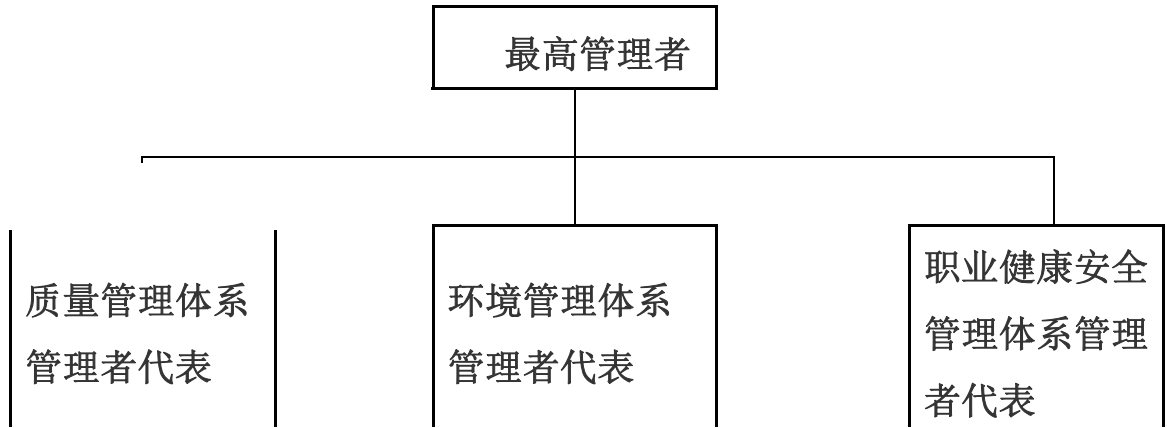 最高管理者
质量管理体系
管理者代表
环境管理体系
管理者代表
职业健康安全
管理体系管理
者代表